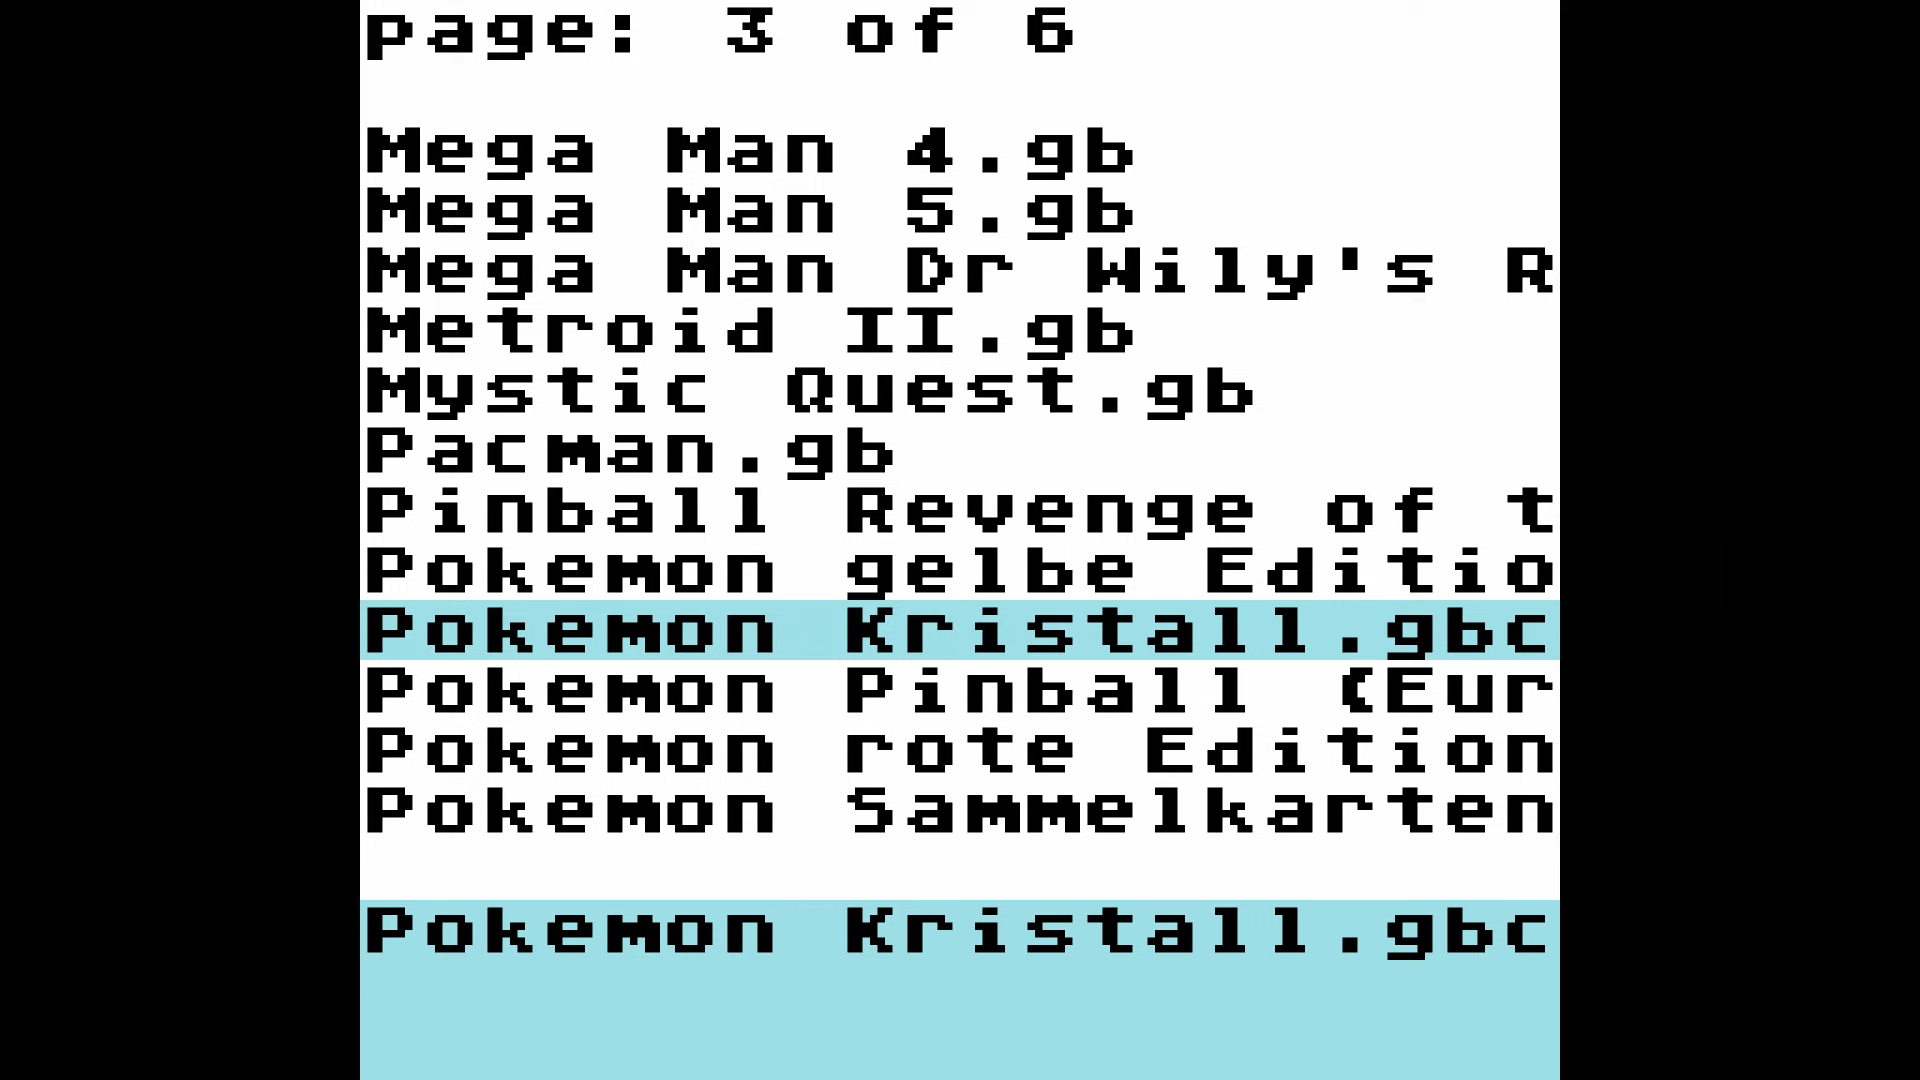 page: 3 of 6
Mega Man 4.gb
Mega Man 5.gb
Mega Man Dr Wily's R
Metroid II.gb
Mystic Quest.gb
Pacman.gb
Pinball Revenge of t
Pokemon gelbe Editio
Pokemon Kristall.gbc
Pokemon Pinball (Eur
Pokemon rote Edition
Pokemon Sammelkarten
Pokemon Kristall.gbc